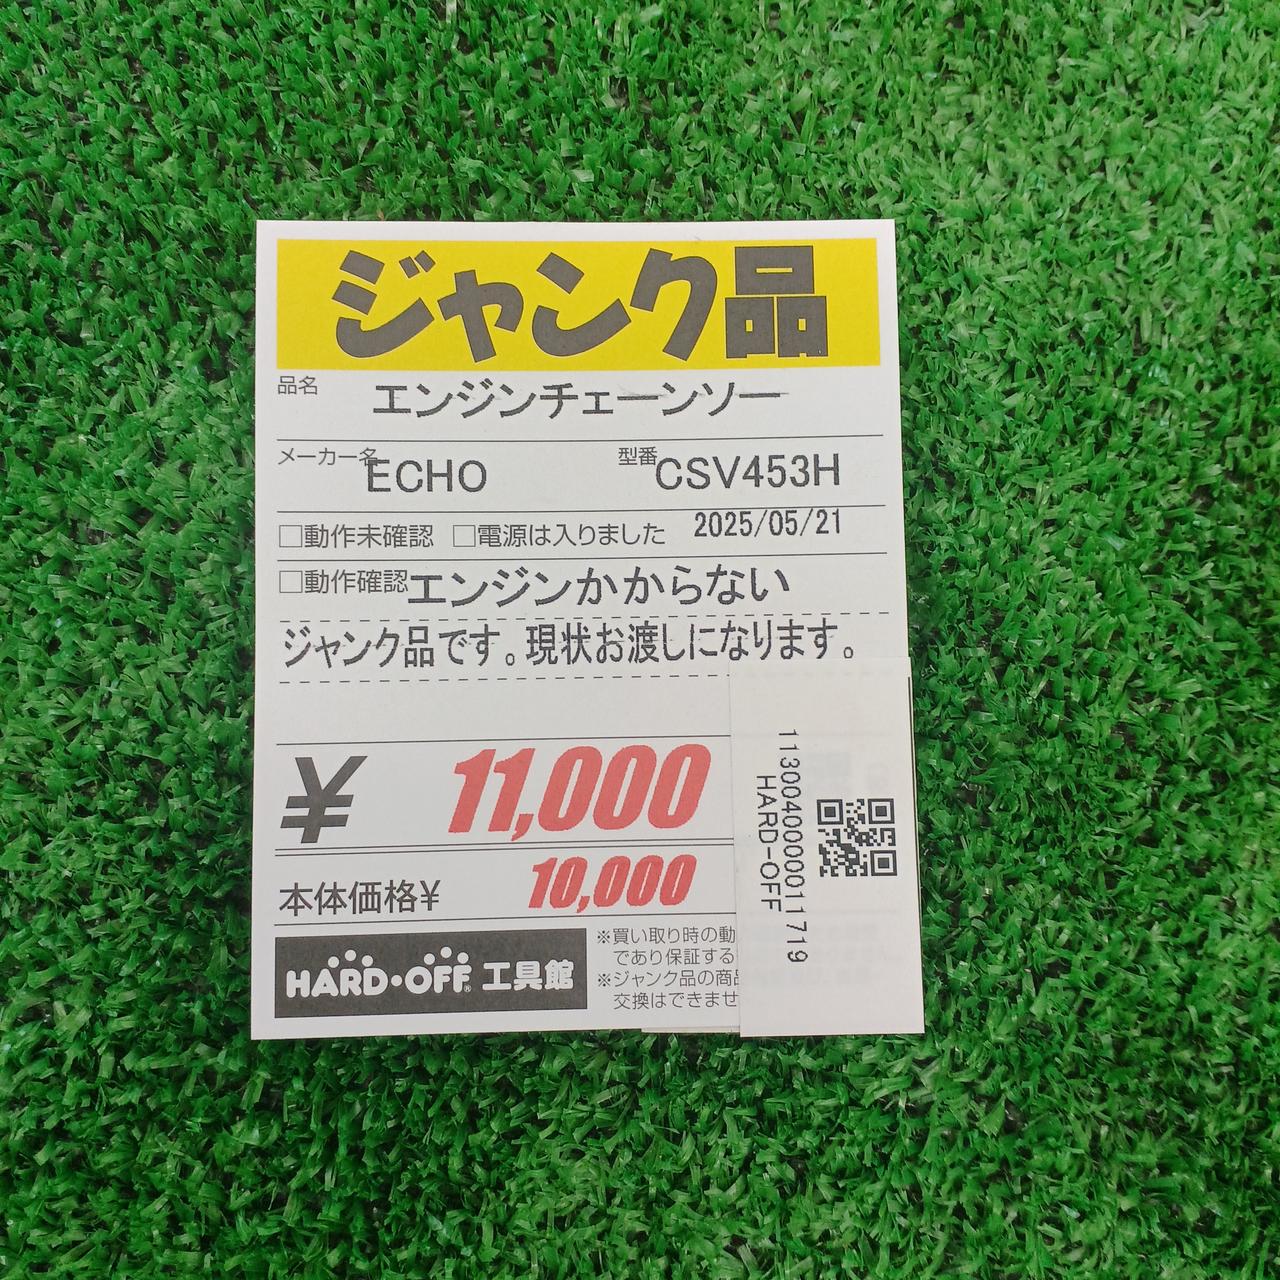 ジャンク品
品名 エンジンチェーンソー
メーカー名 ECHO 型番 CSV453H
□動作未確認 □電源は入りました 2025/05/21
□動作確認 エンジンかからない
ジャンク品です。現状お渡しになります。
¥ 11,000
本体価格¥ 10,000
HARD・OFF® 工具館
※買い取り時の動
であり保証する
※ジャンク品の商品
交換はできませ
1130040000011719
HARD-OFF